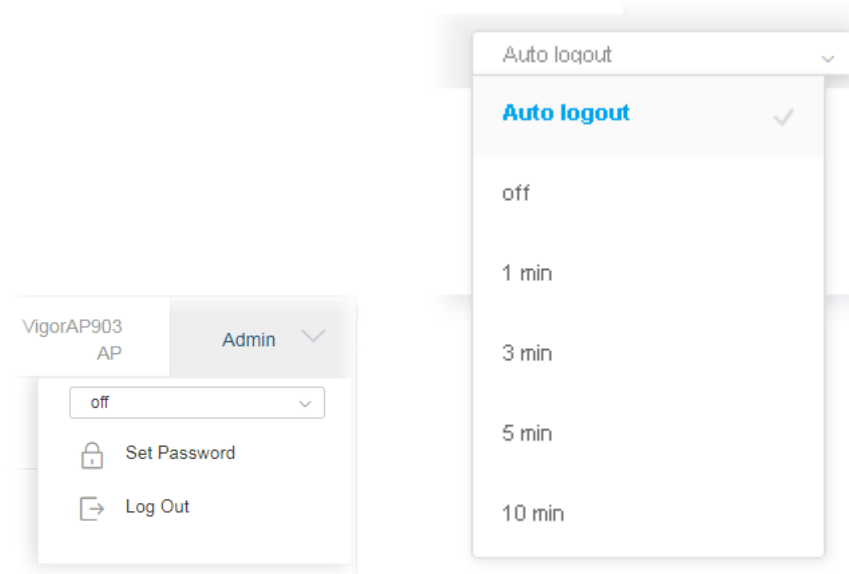 VigorAP903
AP
Admin
off
Set Password
Log Out
Auto logout
Auto logout
off
1 min
3 min
5 min
10 min